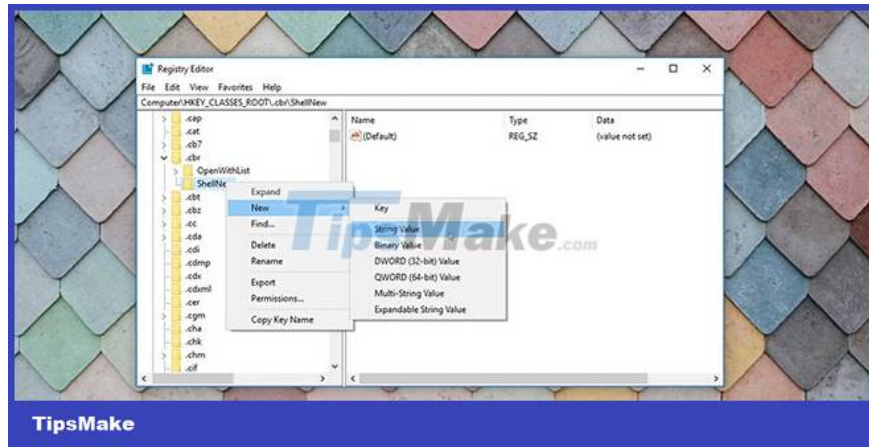 Registry Editor
File Edit View Favorites Help
Computer\HKEY_CLASSES_ROOT\.cbr\ShellNew
.cap
.cat
.cb7
.cbr
OpenWithList
ShellNe
.cbt
.cbz
.cc
.cda
.cdi
.cdmp
.cdx
.cdxml
.cer
.cgm
.cha
.chk
.chm
.cif
Name Type Data
ab (Default) REG_SZ (value not set)
Expand
New
Find...
Delete
Rename
Export
Permissions...
Copy Key Name
Key
String Value
Binary Value
DWORD (32-bit) Value
QWORD (64-bit) Value
Multi-String Value
Expandable String Value
TipsMake.com
TipsMake